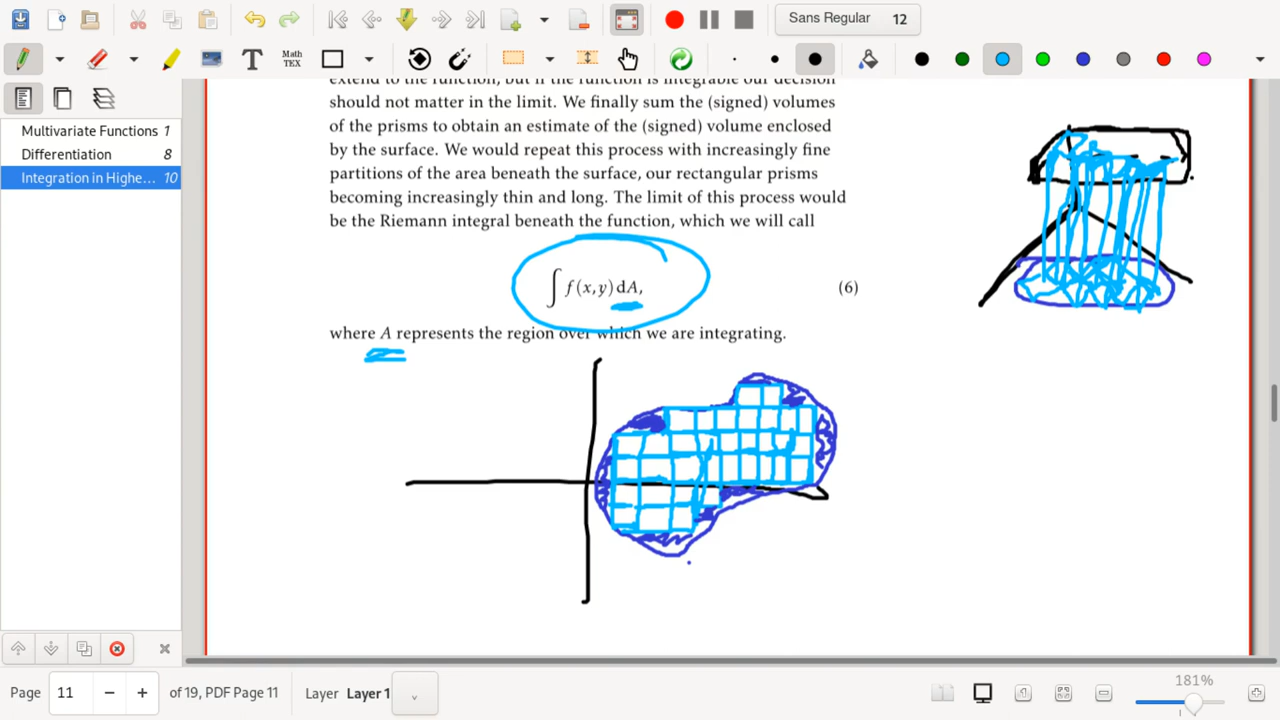 Sans Regular 12
Math
TEX
Multivariate Functions 1
Differentiation 8
Integration in Highe... 10
extend to the function, but if the function is integrable our decision
should not matter in the limit. We finally sum the (signed) volumes
of the prisms to obtain an estimate of the (signed) volume enclosed
by the surface. We would repeat this process with increasingly fine
partitions of the area beneath the surface, our rectangular prisms
becoming increasingly thin and long. The limit of this process would
be the Riemann integral beneath the function, which we will call
∫ f(x,y) dA, (6)
where A represents the region over which we are integrating.
Page 11 − + of 19, PDF Page 11 Layer Layer 1 181%